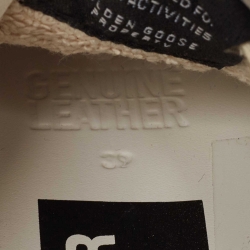 ACTIVITIES
DEN GOOSE
PROPERTY
GENUINE
LEATHER
39
R